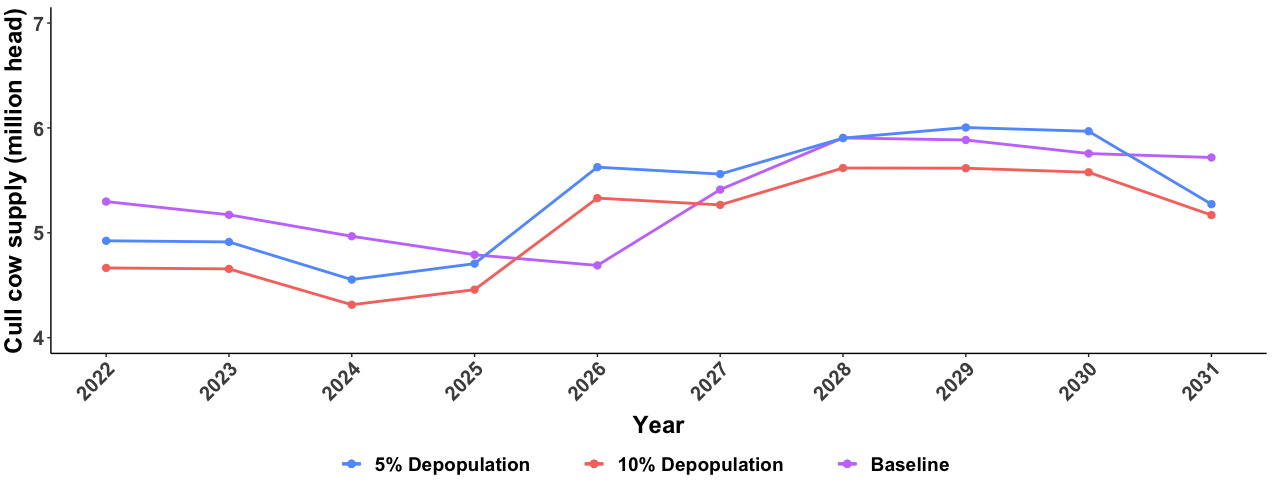 Cull cow supply (million head)
7
6
5
4
2022 2023 2024 2025 2026 2027 2028 2029 2030 2031
Year
5% Depopulation 10% Depopulation Baseline